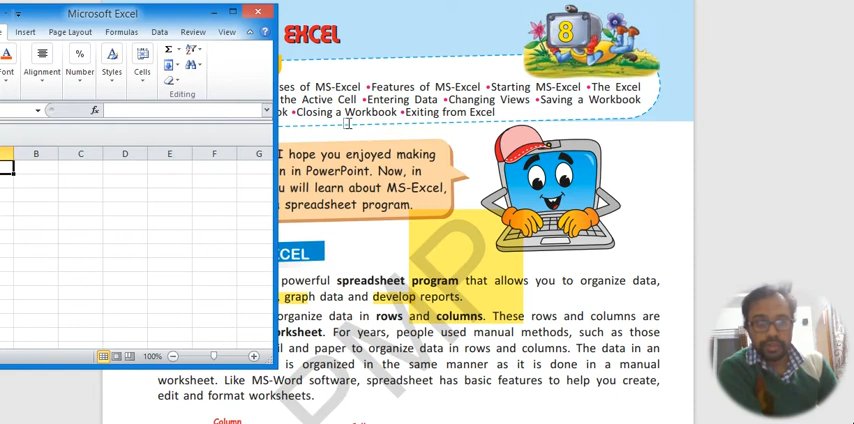 Microsoft Excel
Insert
Page Layout
Formulas
Data
Review
View
Font
Alignment
Number
Styles
Cells
Editing
fx
B C D E F G
100%
EXCEL
8
ses of MS-Excel •Features of MS-Excel •Starting MS-Excel •The Excel
the Active Cell •Entering Data •Changing Views •Saving a Workbook
ok •Closing a Workbook •Exiting from Excel
I hope you enjoyed making
n in PowerPoint. Now, in
u will learn about MS-Excel,
spreadsheet program.
XCEL
powerful spreadsheet program that allows you to organize data,
, graph data and develop reports.
organize data in rows and columns. These rows and columns are
rksheet. For years, people used manual methods, such as those
l and paper to organize data in rows and columns. The data in an
is organized in the same manner as it is done in a manual
worksheet. Like MS-Word software, spreadsheet has basic features to help you create,
edit and format worksheets.
Column
PMP